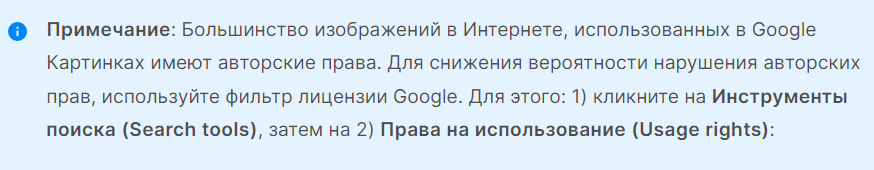 Примечание: Большинство изображений в Интернете, использованных в Google
Картинках имеют авторские права. Для снижения вероятности нарушения авторских
прав, используйте фильтр лицензии Google. Для этого: 1) кликните на Инструменты
поиска (Search tools), затем на 2) Права на использование (Usage rights):